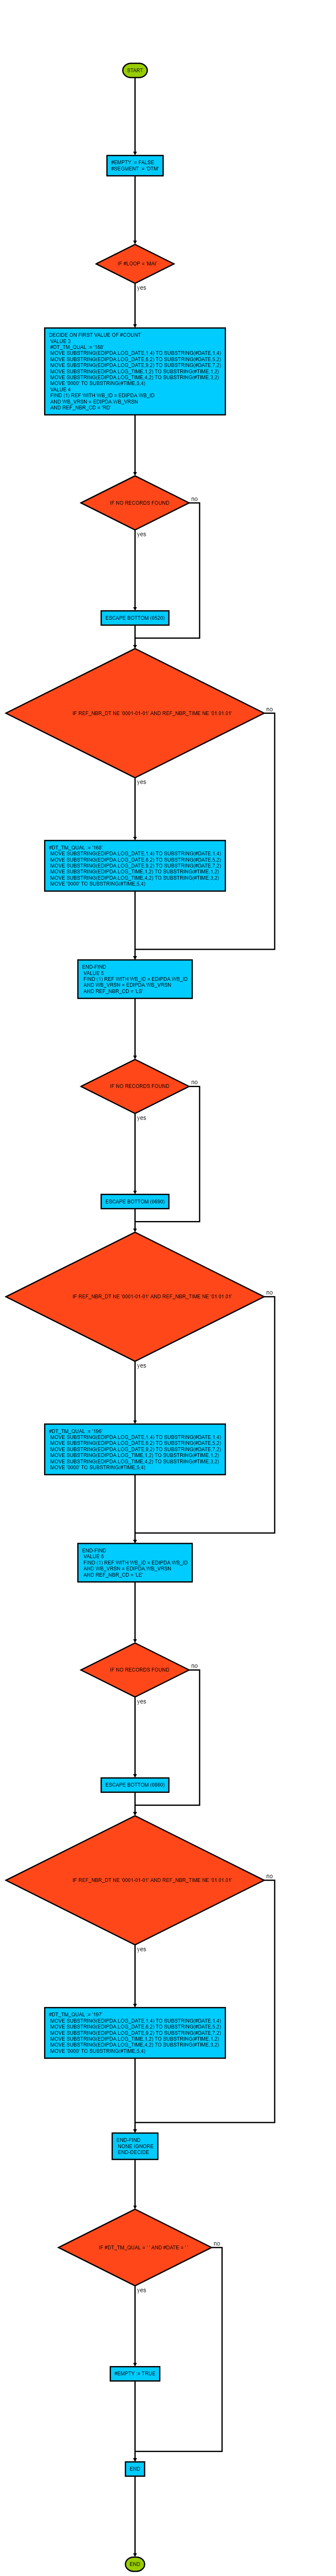 START
#EMPTY := FALSE
#SEGMENT := 'DTM'
IF #LOOP = 'MAI'
yes
DECIDE ON FIRST VALUE OF #COUNT
VALUE 2
#DT_TM_QUAL := '168'
MOVE SUBSTRING(EDIPDA.LOG_DATE,1,4) TO SUBSTRING(#DATE,1,4)
MOVE SUBSTRING(EDIPDA.LOG_DATE,6,2) TO SUBSTRING(#DATE,5,2)
MOVE SUBSTRING(EDIPDA.LOG_DATE,9,2) TO SUBSTRING(#DATE,7,2)
MOVE SUBSTRING(EDIPDA.LOG_TIME,1,2) TO SUBSTRING(#TIME,1,2)
MOVE SUBSTRING(EDIPDA.LOG_TIME,4,2) TO SUBSTRING(#TIME,3,2)
MOVE '0000' TO SUBSTRING(#TIME,5,4)
VALUE 4
FIND (1) REF WITH WB_ID = EDIPDA.WB_ID
AND WB_VRSN = EDIPDA.WB_VRSN
AND REF_NBR_CD = 'RD'
IF NO RECORDS FOUND
no
yes
ESCAPE BOTTOM (0520)
IF REF_NBR_DT NE '0001-01-01' AND REF_NBR_TIME NE '01.01.01'
no
yes
#DT_TM_QUAL := '168'
MOVE SUBSTRING(EDIPDA.LOG_DATE,1,4) TO SUBSTRING(#DATE,1,4)
MOVE SUBSTRING(EDIPDA.LOG_DATE,6,2) TO SUBSTRING(#DATE,5,2)
MOVE SUBSTRING(EDIPDA.LOG_DATE,9,2) TO SUBSTRING(#DATE,7,2)
MOVE SUBSTRING(EDIPDA.LOG_TIME,1,2) TO SUBSTRING(#TIME,1,2)
MOVE SUBSTRING(EDIPDA.LOG_TIME,4,2) TO SUBSTRING(#TIME,3,2)
MOVE '0000' TO SUBSTRING(#TIME,5,4)
END-FIND
VALUE 5
FIND (1) REF WITH WB_ID = EDIPDA.WB_ID
AND WB_VRSN = EDIPDA.WB_VRSN
AND REF_NBR_CD = 'LS'
IF NO RECORDS FOUND
no
yes
ESCAPE BOTTOM
IF REF_NBR_DT NE '0001-01-01' AND REF_NBR_TIME NE '01.01.01'
no
yes
#DT_TM_QUAL := '196'
MOVE SUBSTRING(EDIPDA.LOG_DATE,1,4) TO SUBSTRING(#DATE,1,4)
MOVE SUBSTRING(EDIPDA.LOG_DATE,6,2) TO SUBSTRING(#DATE,5,2)
MOVE SUBSTRING(EDIPDA.LOG_DATE,9,2) TO SUBSTRING(#DATE,7,2)
MOVE SUBSTRING(EDIPDA.LOG_TIME,1,2) TO SUBSTRING(#TIME,1,2)
MOVE SUBSTRING(EDIPDA.LOG_TIME,4,2) TO SUBSTRING(#TIME,3,2)
MOVE '0000' TO SUBSTRING(#TIME,5,4)
END-FIND
VALUE 6
FIND (1) REF WITH WB_ID = EDIPDA.WB_ID
AND WB_VRSN = EDIPDA.WB_VRSN
AND REF_NBR_CD = 'LE'
IF NO RECORDS FOUND
no
yes
ESCAPE BOTTOM
IF REF_NBR_DT NE '0001-01-01' AND REF_NBR_TIME NE '01.01.01'
no
yes
#DT_TM_QUAL := '197'
MOVE SUBSTRING(EDIPDA.LOG_DATE,1,4) TO SUBSTRING(#DATE,1,4)
MOVE SUBSTRING(EDIPDA.LOG_DATE,6,2) TO SUBSTRING(#DATE,5,2)
MOVE SUBSTRING(EDIPDA.LOG_DATE,9,2) TO SUBSTRING(#DATE,7,2)
MOVE SUBSTRING(EDIPDA.LOG_TIME,1,2) TO SUBSTRING(#TIME,1,2)
MOVE SUBSTRING(EDIPDA.LOG_TIME,4,2) TO SUBSTRING(#TIME,3,2)
MOVE '0000' TO SUBSTRING(#TIME,5,4)
END-FIND
NONE IGNORE
END-DECIDE
IF #DT_TM_QUAL = ' ' AND #DATE = ' '
no
yes
#EMPTY := TRUE
END
END